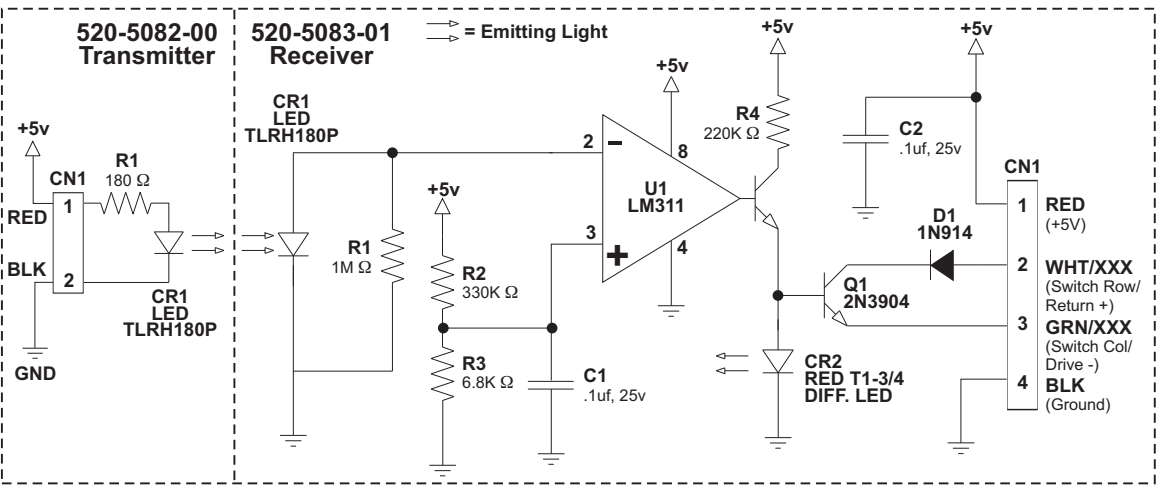 520-5082-00
Transmitter
+5v
CN1
R1
180 Ω
1
RED
BLK
2
CR1
LED
TLRH180P
GND
520-5083-01
Receiver
= Emitting Light
CR1
LED
TLRH180P
R1
1M Ω
+5v
R2
330K Ω
R3
6.8K Ω
C1
.1uf, 25v
2
-
3
+
U1
LM311
+5v
8
4
+5v
R4
220K Ω
Q1
2N3904
CR2
RED T1-3/4
DIFF. LED
D1
1N914
+5v
C2
.1uf, 25v
CN1
1
RED
(+5V)
2
WHT/XXX
(Switch Row/
Return +)
3
GRN/XXX
(Switch Col/
Drive -)
4
BLK
(Ground)